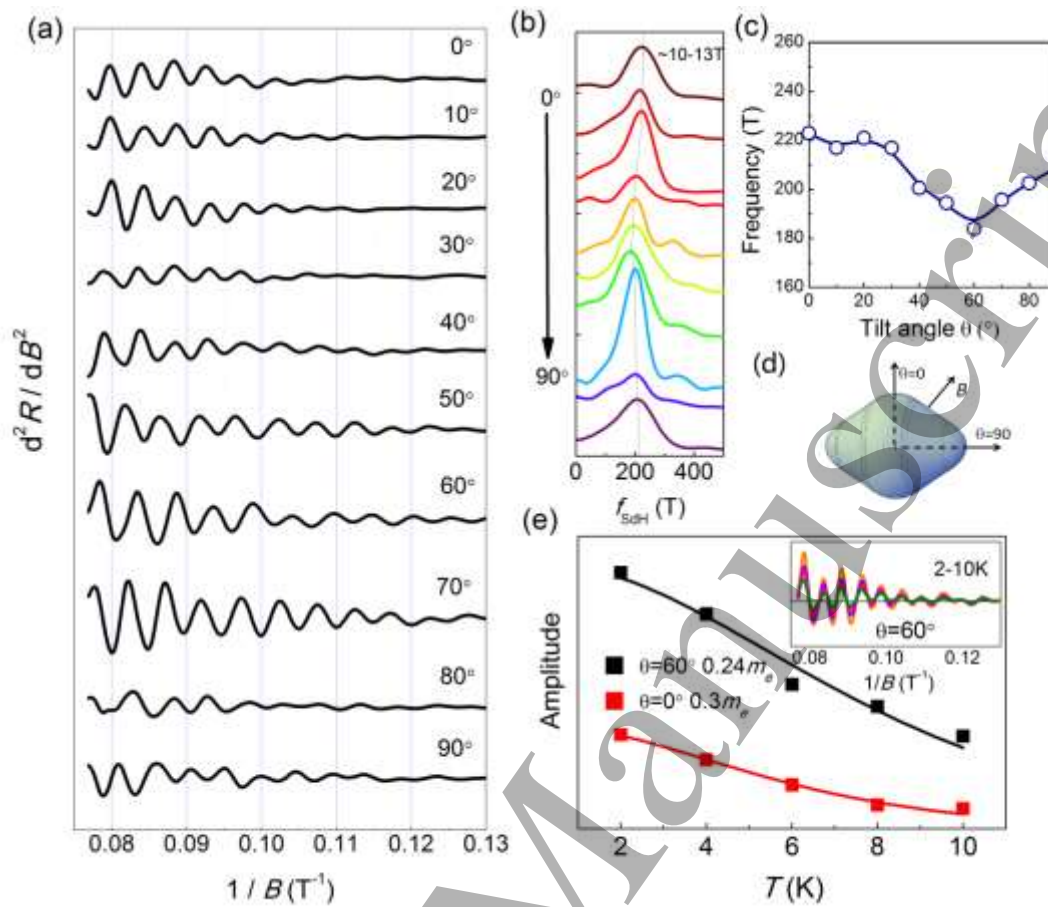 (a)
0°
10°
20°
30°
40°
50°
60°
70°
80°
90°
d²R / dB²
0.08 0.09 0.10 0.11 0.12 0.13
1 / B (T⁻¹)
(b)
~10-13T
0°
90°
0 200 400
f_SdH (T)
(c)
260
240
220
200
180
160
Frequency (T)
0 20 40 60 80
Tilt angle θ (°)
(d)
θ=0
B
θ=90
(e)
Amplitude
θ=60° 0.24mₑ
θ=0° 0.3mₑ
2 4 6 8 10
T (K)
2-10K
θ=60°
0.08 0.10 0.12
1/B (T⁻¹)